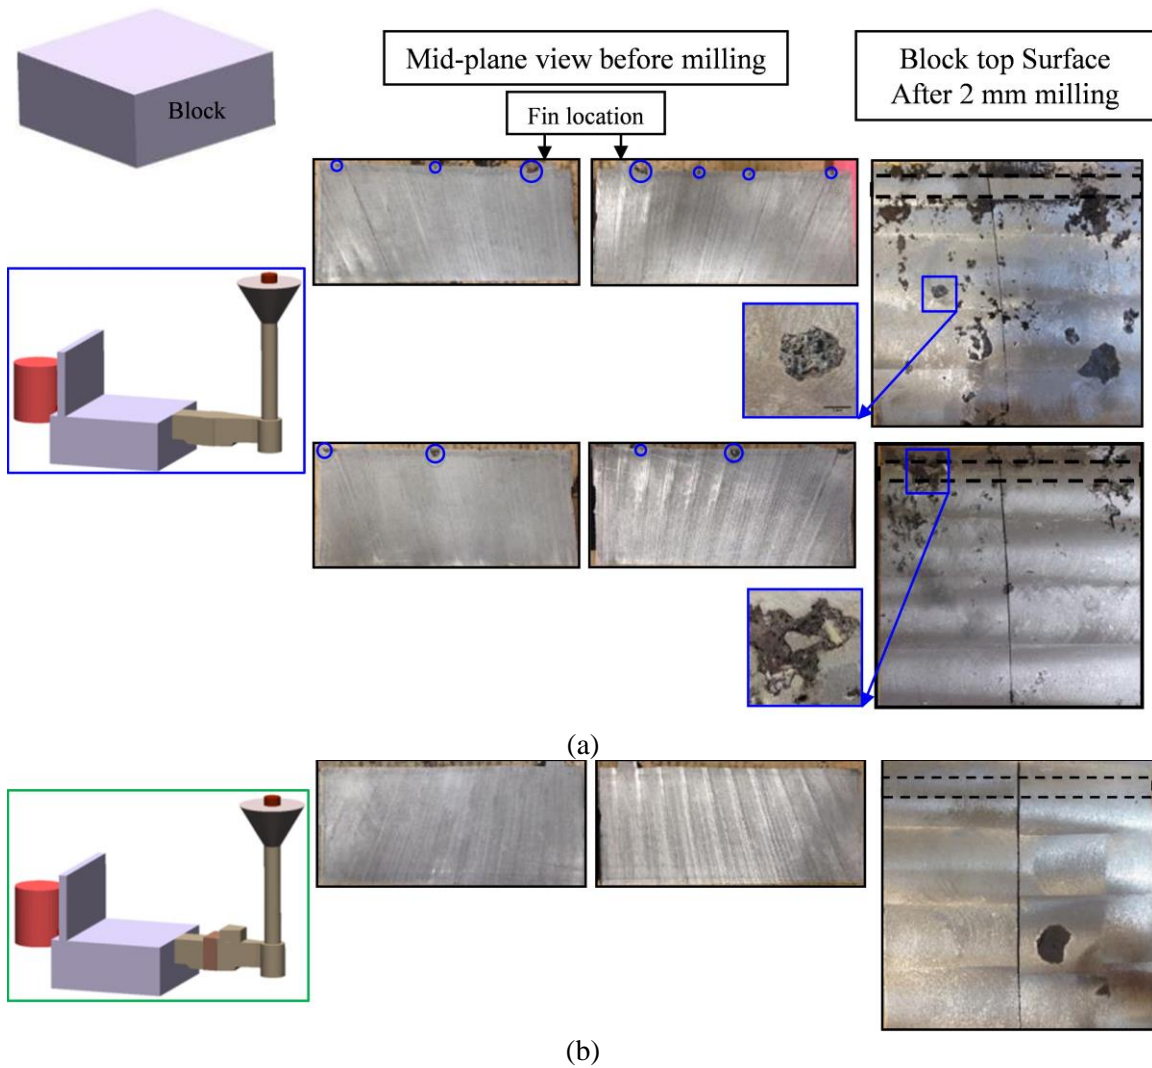 Block
Mid-plane view before milling
Fin location
Block top Surface
After 2 mm milling
(a)
(b)